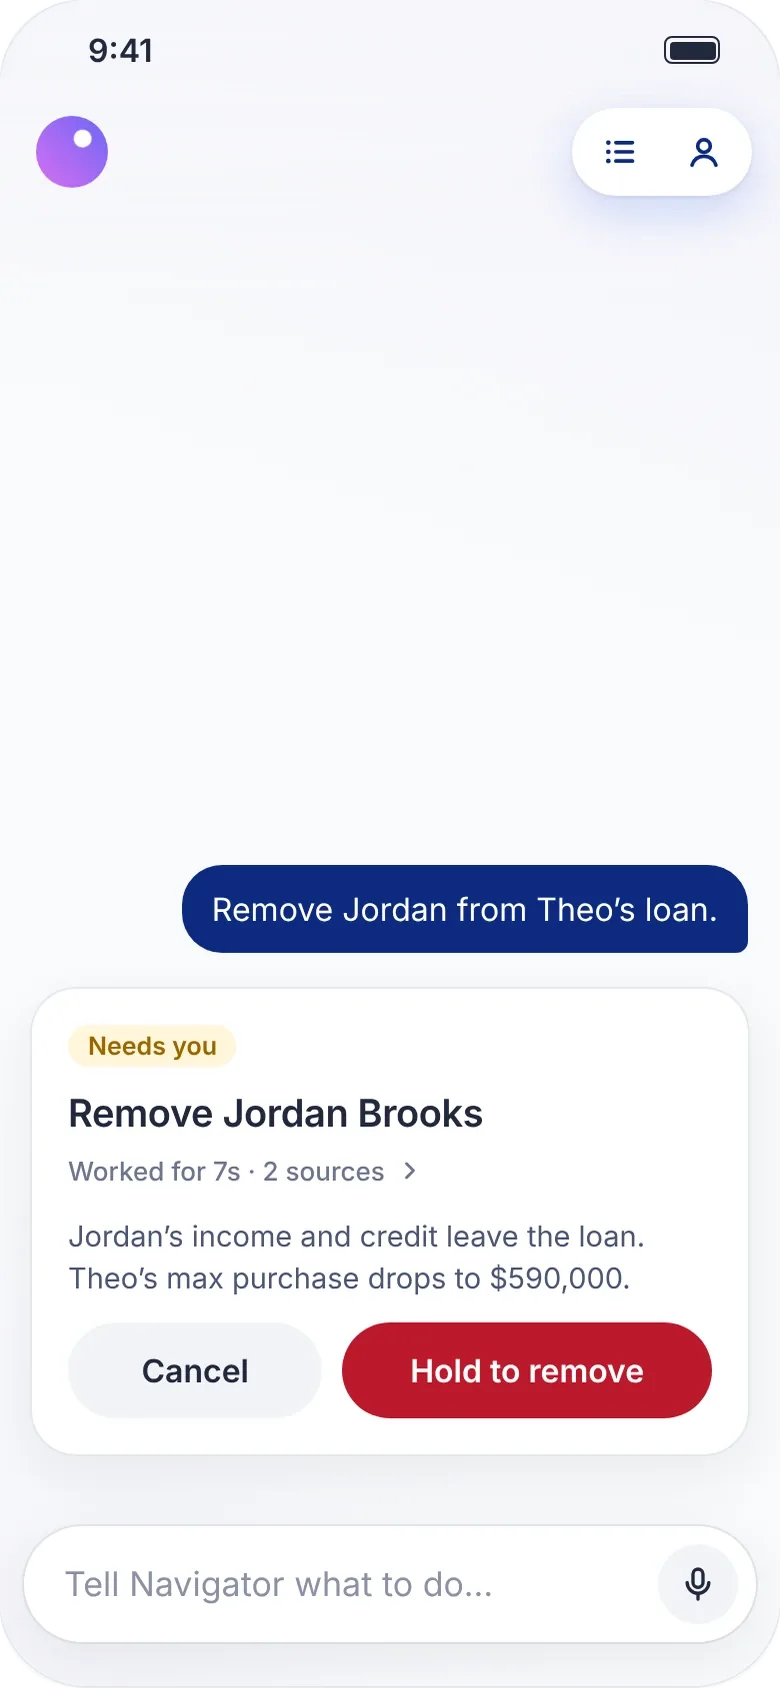 9:41
Remove Jordan from Theo’s loan.
Needs you
Remove Jordan Brooks
Worked for 7s · 2 sources
Jordan’s income and credit leave the loan.
Theo’s max purchase drops to $590,000.
Cancel
Hold to remove
Tell Navigator what to do...